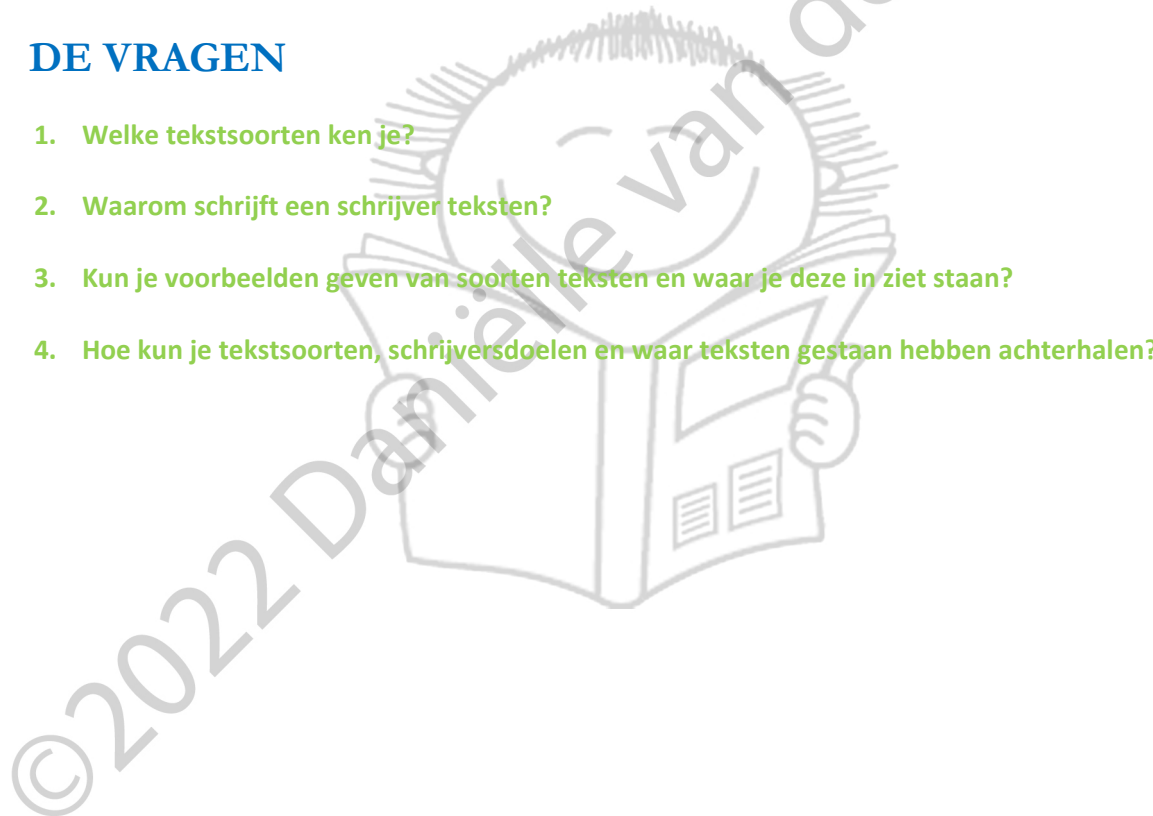 DE VRAGEN
1. Welke tekstsoorten ken je?
2. Waarom schrijft een schrijver teksten?
3. Kun je voorbeelden geven van soorten teksten en waar je deze in ziet staan?
4. Hoe kun je tekstsoorten, schrijversdoelen en waar teksten gestaan hebben achterhalen?
©2022 Daniëlle van